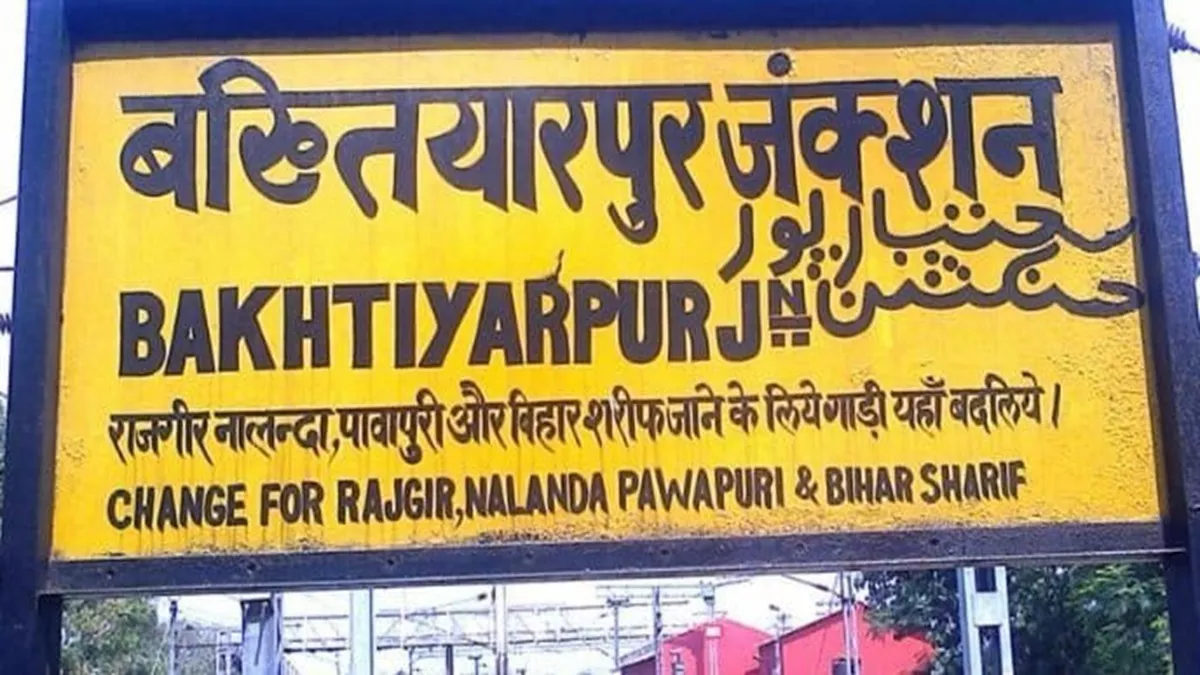 बख्तियारपुर जंक्शन
بختیارپور
جنکشن
BAKHTIYARPUR JN
राजगीर नालन्दा,पावापुरी और बिहार शरीफ जाने के लिये गाड़ी यहाँ बदलिये।
CHANGE FOR RAJGIR,NALANDA PAWAPURI & BIHAR SHARIF